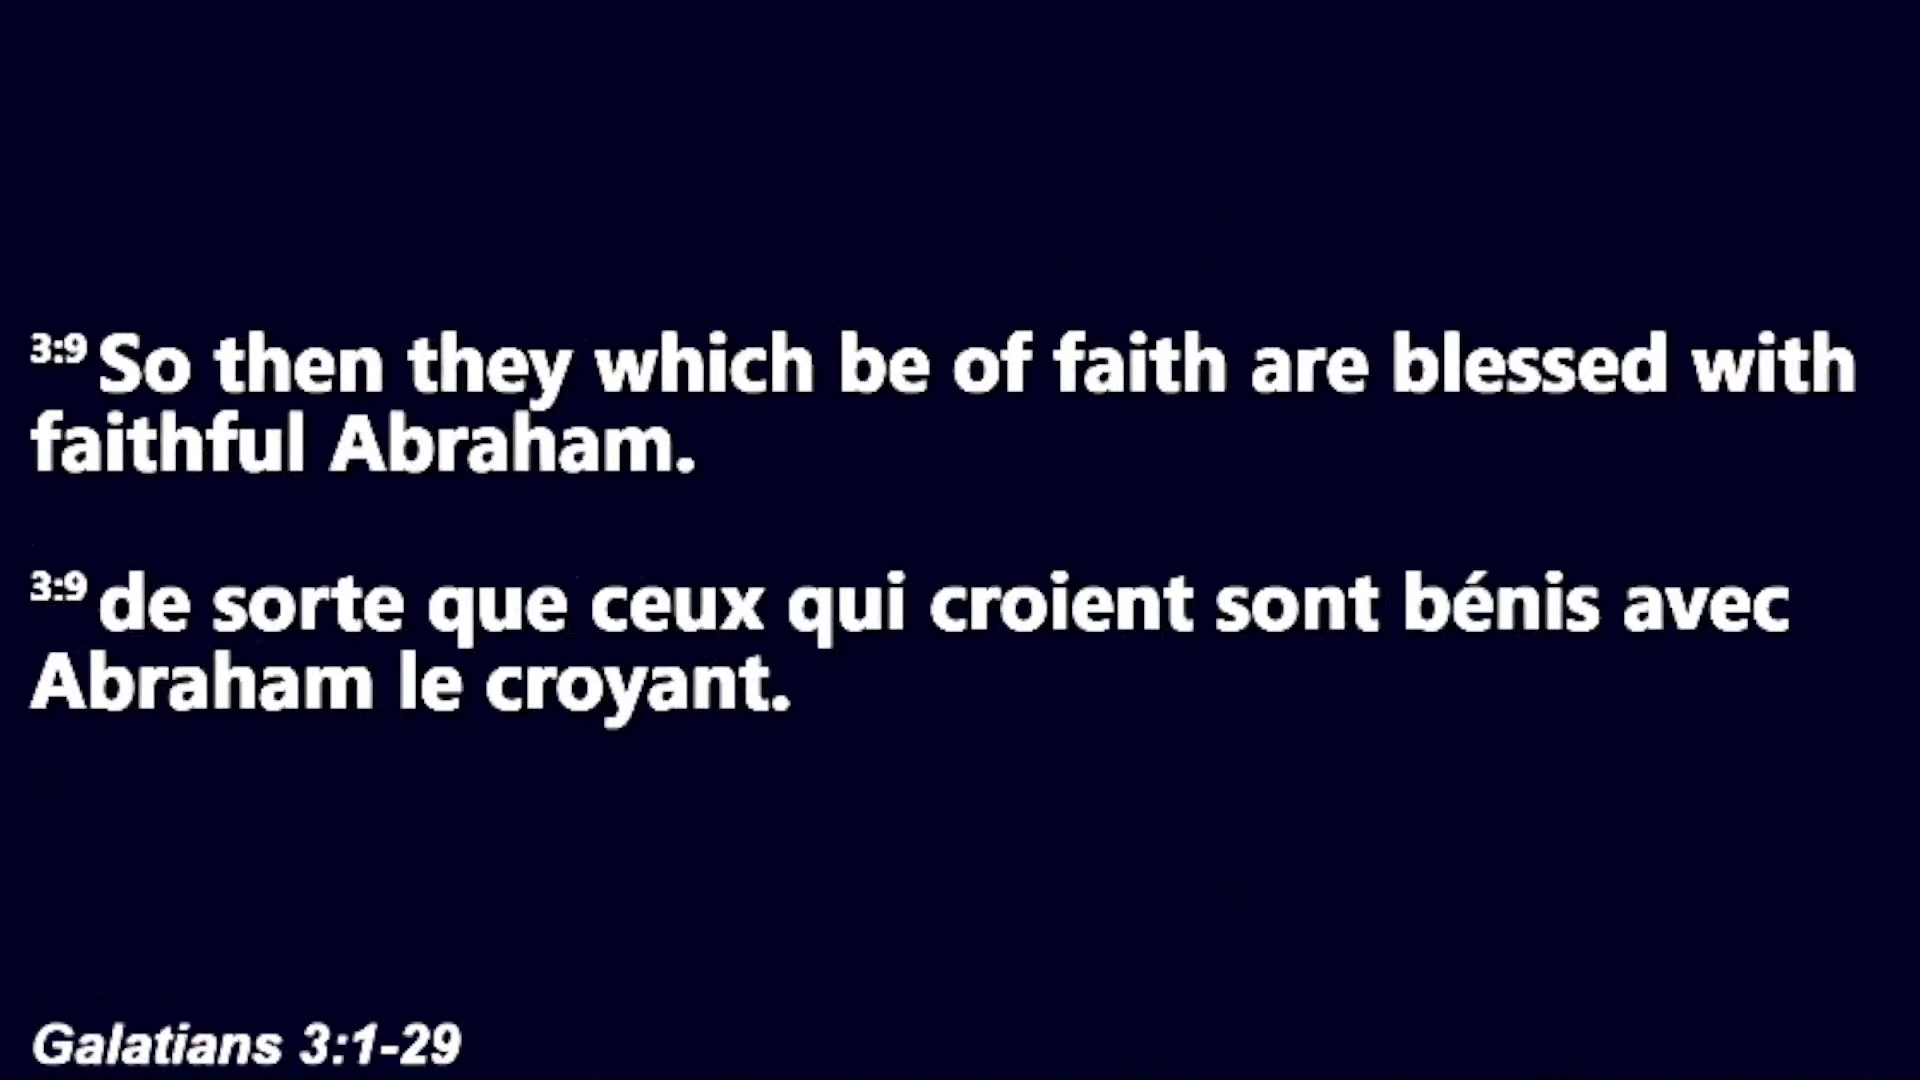 3:9 So then they which be of faith are blessed with
faithful Abraham.
3:9 de sorte que ceux qui croient sont bénis avec
Abraham le croyant.
Galatians 3:1-29